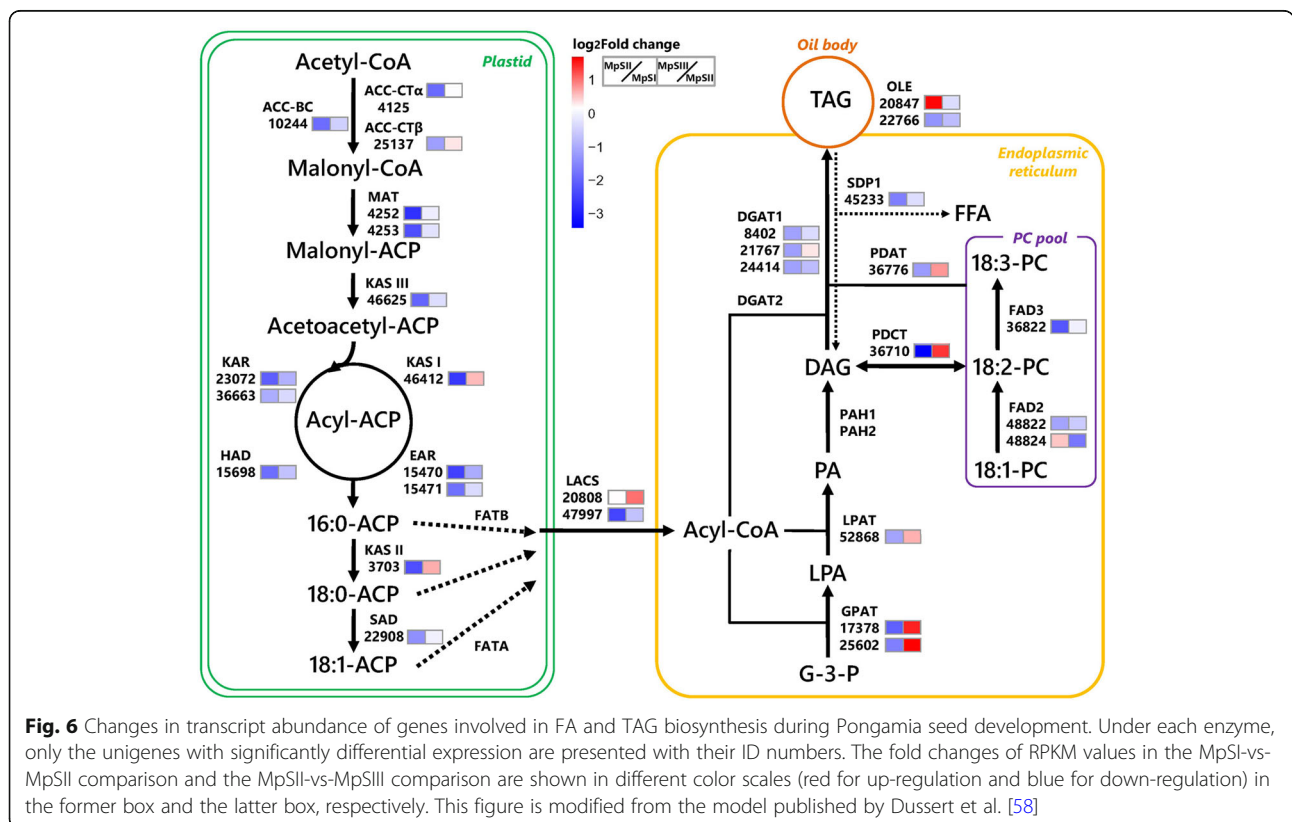 Plastid
Acetyl-CoA
ACC-CTα
4125
ACC-BC
10244
ACC-CTβ
25137
Malonyl-CoA
MAT
4252
4253
Malonyl-ACP
KAS III
46625
Acetoacetyl-ACP
KAR
23072
36663
KAS I
46412
Acyl-ACP
HAD
15698
EAR
15470
15471
16:0-ACP
FATB
KAS II
3703
18:0-ACP
SAD
22908
FATA
18:1-ACP
log2Fold change
1
0
−1
−2
−3
MpSII/MpSI
MpSIII/MpSII
Oil body
TAG
OLE
20847
22766
Endoplasmic
reticulum
SDP1
45233
FFA
DGAT1
8402
21767
24414
PC pool
PDAT
36776
18:3-PC
FAD3
36822
DGAT2
PDCT
36710
DAG
18:2-PC
FAD2
48822
48824
18:1-PC
PAH1
PAH2
PA
LACS
20808
47997
Acyl-CoA
LPAT
52868
LPA
GPAT
17378
25602
G-3-P
Fig. 6 Changes in transcript abundance of genes involved in FA and TAG biosynthesis during Pongamia seed development. Under each enzyme,
only the unigenes with significantly differential expression are presented with their ID numbers. The fold changes of RPKM values in the MpSI-vs-
MpSII comparison and the MpSII-vs-MpSIII comparison are shown in different color scales (red for up-regulation and blue for down-regulation) in
the former box and the latter box, respectively. This figure is modified from the model published by Dussert et al. [58]